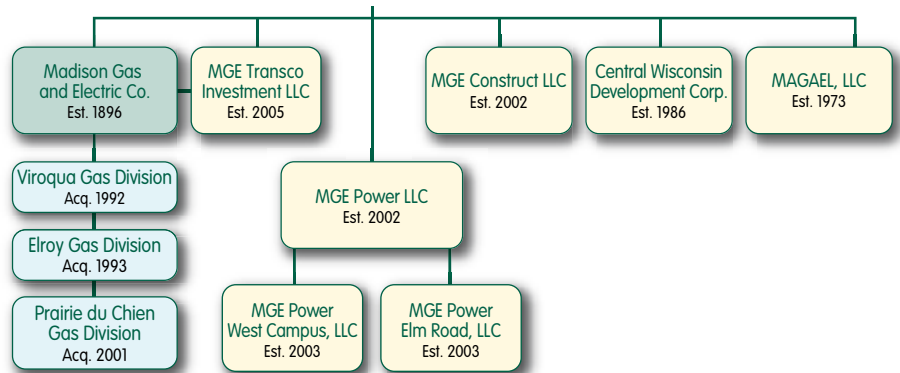 Madison Gas
and Electric Co.
Est. 1896
MGE Transco
Investment LLC
Est. 2005
MGE Construct LLC
Est. 2002
Central Wisconsin
Development Corp.
Est. 1986
MAGAEL, LLC
Est. 1973
Viroqua Gas Division
Acq. 1992
Elroy Gas Division
Acq. 1993
Prairie du Chien
Gas Division
Acq. 2001
MGE Power LLC
Est. 2002
MGE Power
West Campus, LLC
Est. 2003
MGE Power
Elm Road, LLC
Est. 2003